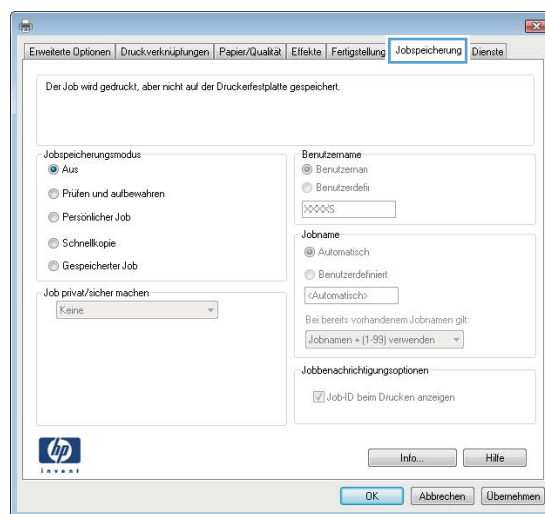 Erweiterte Optionen Druckverknüpfungen Papier/Qualität Effekte Fertigstellung Jobspeicherung Dienste
Der Job wird gedruckt, aber nicht auf der Druckerfestplatte gespeichert.
Jobspeicherungsmodus
Aus
Prüfen und aufbewahren
Persönlicher Job
Schnellkopie
Gespeicherter Job
Job privat/sicher machen
Keine
Benutzername
Benutzernan
Benutzerdefii
XXXXS
Jobname
Automatisch
Benutzerdefiniert
<Automatisch>
Bei bereits vorhandenem Jobnamen gilt:
Jobnamen + (1-99) verwenden
Jobbenachrichtigungsoptionen
Job-ID beim Drucken anzeigen
hp
invent
Info... Hilfe
OK Abbrechen Übernehmen